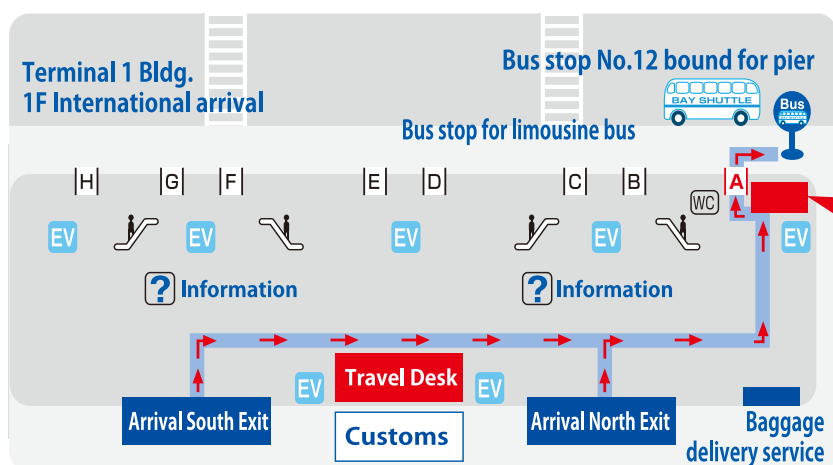 Terminal 1 Bldg.
1F International arrival
Bus stop No.12 bound for pier
BAY SHUTTLE
Bus
BAY SHUTTLE
Bus stop for limousine bus
H G F E D C B A
WC
EV EV EV EV EV
? Information ? Information
EV Travel Desk EV
Arrival South Exit Customs Arrival North Exit
Baggage
delivery service